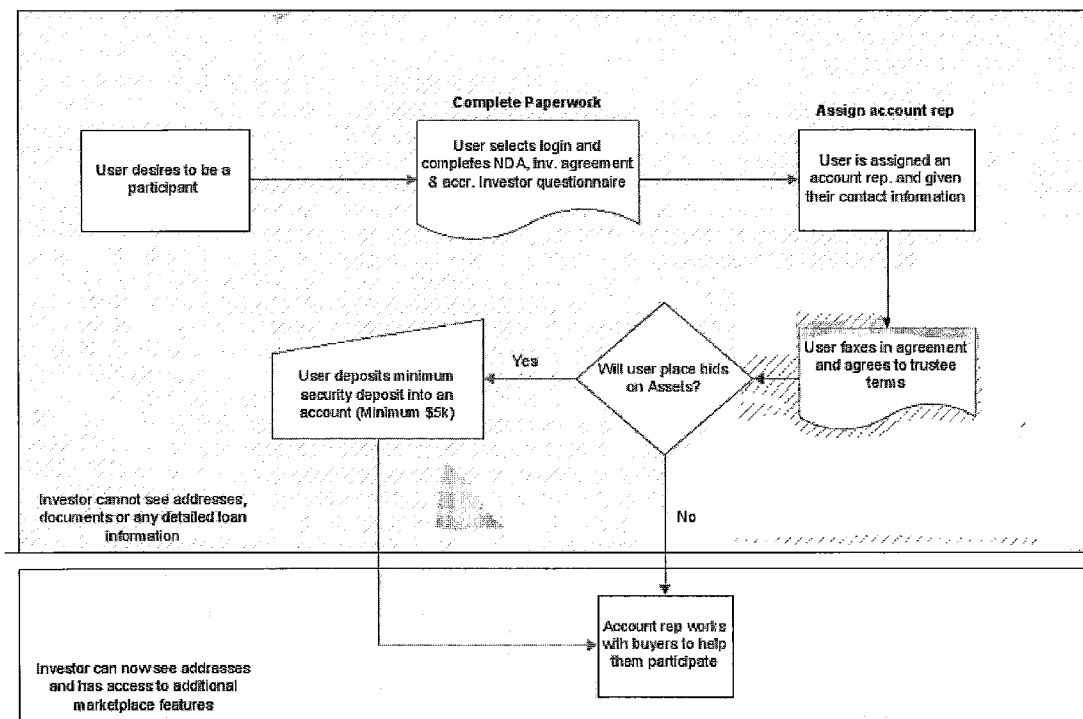 Complete Paperwork
Assign account rep
User desires to be a
participant
User selects login and
completes NDA, inv. agreement
& accr. Investor questionnaire
User is assigned an
account rep. and given
their contact information
User faxes in agreement
and agrees to trustee
terms
Will user place bids
on Assets?
Yes
User deposits minimum
security deposit into an
account (Minimum $5k)
No
Investor cannot see addresses,
documents or any detailed loan
information
Account rep works
with buyers to help
them participate
Investor can now see addresses
and has access to additional
marketplace features